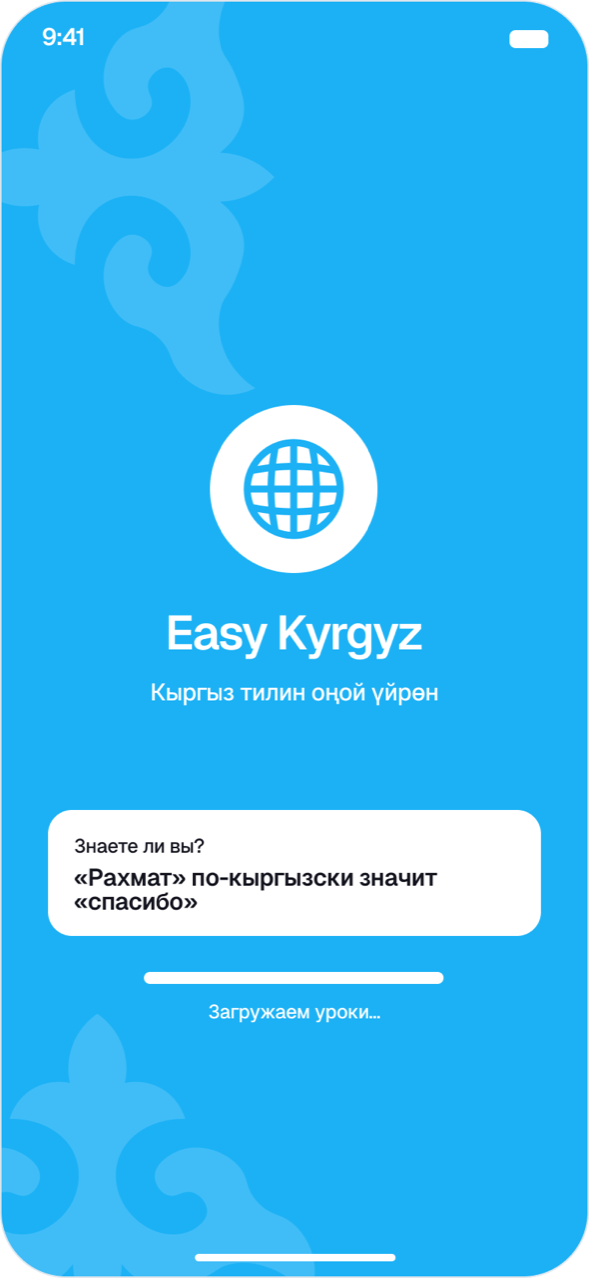 9:41
Easy Kyrgyz
Кыргыз тилин оңой үйрөн
Знаете ли вы?
«Рахмат» по-кыргызски значит
«спасибо»
Загружаем уроки...